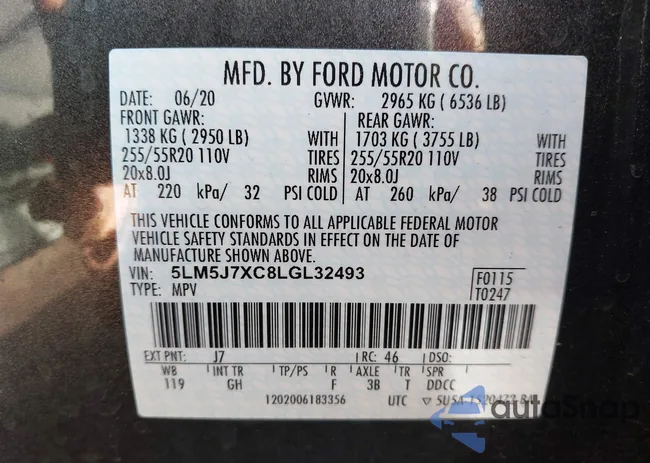 MFD. BY FORD MOTOR CO.
DATE: 06/20 GVWR: 2965 KG ( 6536 LB)
FRONT GAWR: REAR GAWR:
1338 KG ( 2950 LB) WITH 1703 KG ( 3755 LB) WITH
255/55R20 110V TIRES 255/55R20 110V TIRES
20x8.0J RIMS 20x8.0J RIMS
AT 220 kPa/ 32 PSI COLD AT 260 kPa/ 38 PSI COLD
THIS VEHICLE CONFORMS TO ALL APPLICABLE FEDERAL MOTOR
VEHICLE SAFETY STANDARDS IN EFFECT ON THE DATE OF
MANUFACTURE SHOWN ABOVE.
VIN: 5LM5J7XC8LGL32493 F0115
TYPE: MPV T0247
EXT PNT: J7 RC: 46 DSO:
WB INT TR TP/PS R AXLE TR SPR
119 GH F 3B T DDCC
1202006183356 UTC ▽
autoSnap